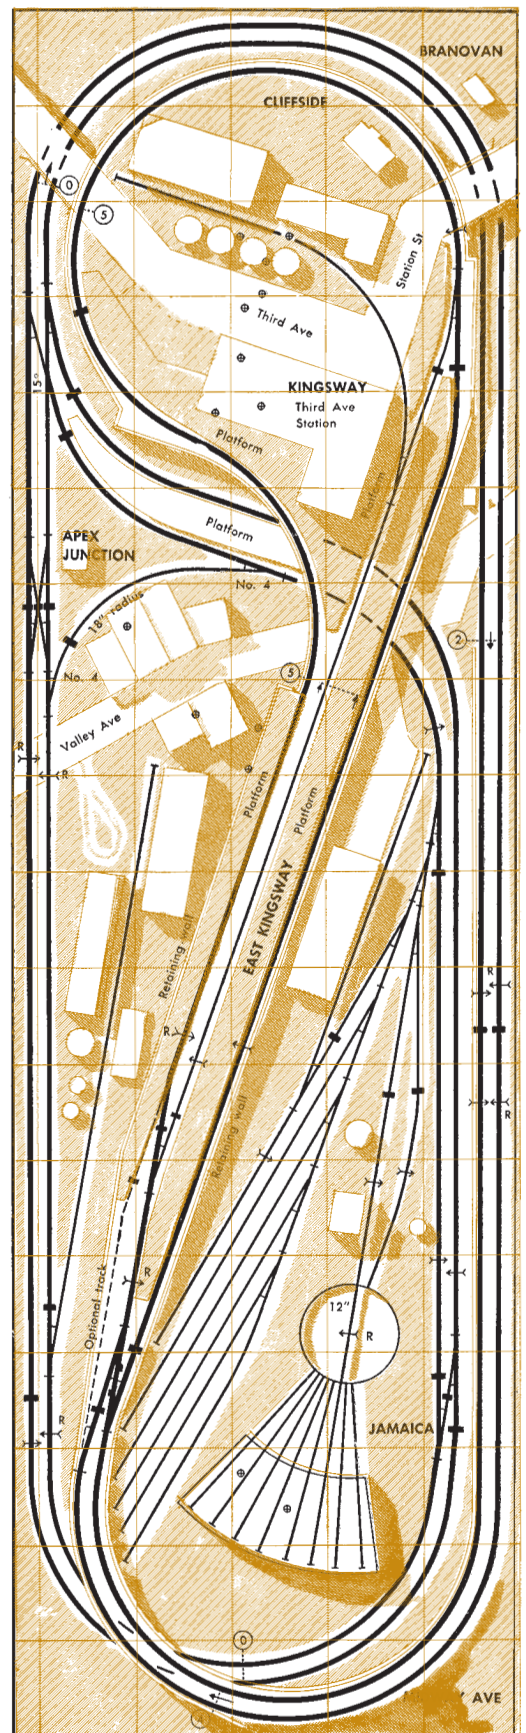 BRANOVAN
CLIFFSIDE
0
5
Station St
Third Ave
15"
KINGSWAY
Third Ave
Station
Platform
Platform
Platform
APEX
JUNCTION
No. 4
18" radius
2
No. 4
5
Valley Ave
R
R
Platform
Platform
EAST KINGSWAY
Retaining wall
R
R
R
Retaining wall
R
Optional track
12"
R
R
JAMAICA
0
4
AVE